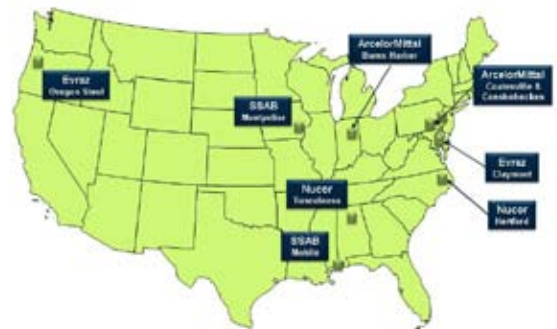 ArcelorMittal
Burns Harbor
ArcelorMittal
Coatesville &
Conshohocken
Evraz
Oregon Steel
SSAB
Montpelier
Evraz
Claymont
Nucor
Tuscaloosa
Nucor
Hertford
SSAB
Mobile